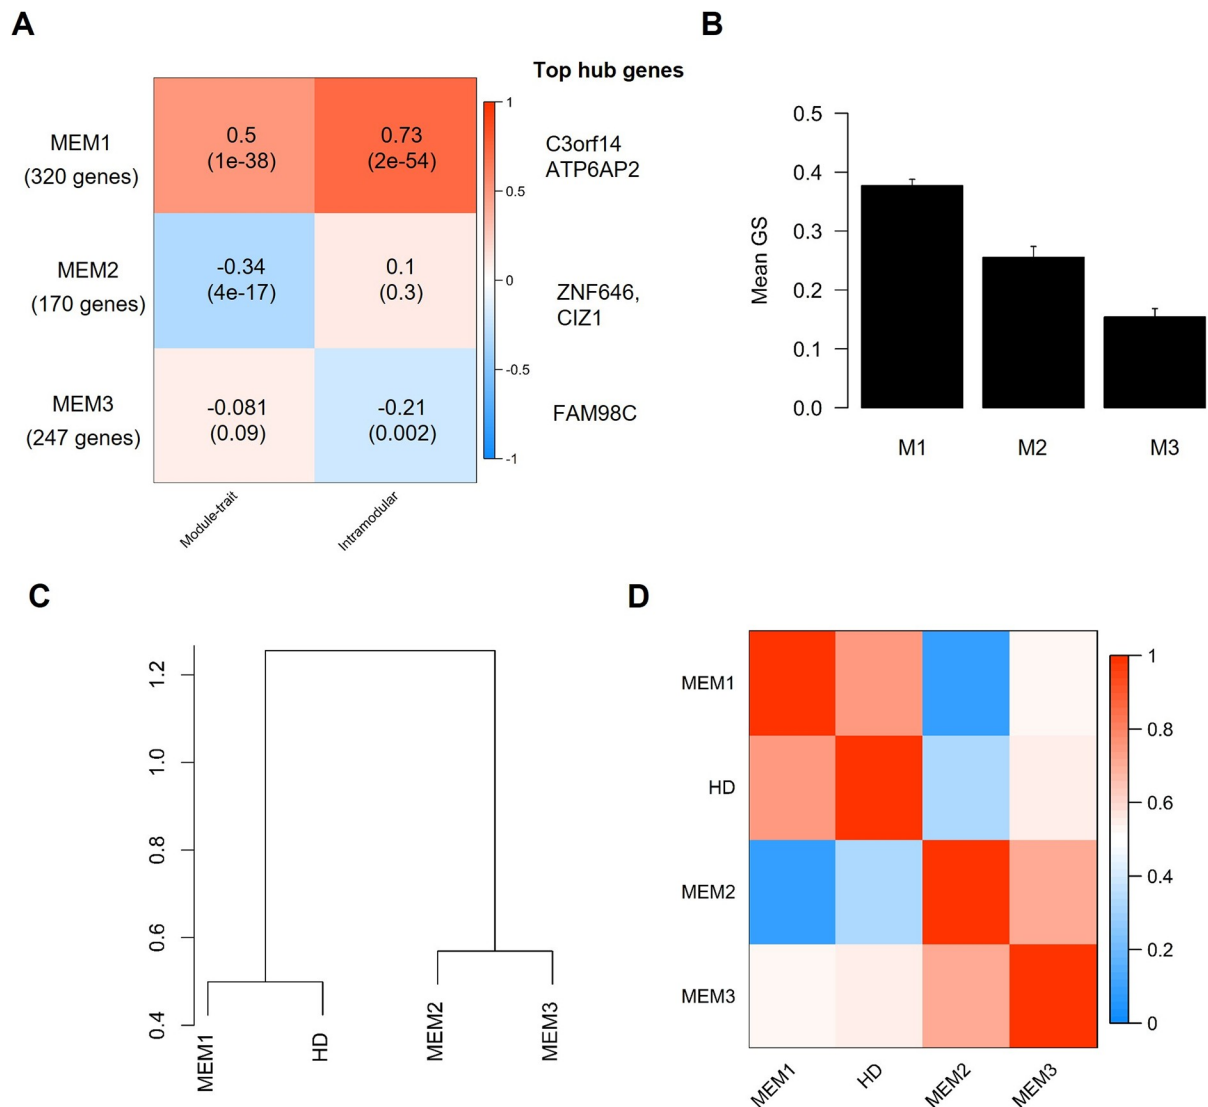 A
Top hub genes
MEM1
(320 genes)
0.5
(1e-38)
0.73
(2e-54)
C3orf14
ATP6AP2
MEM2
(170 genes)
-0.34
(4e-17)
0.1
(0.3)
ZNF646,
CIZ1
MEM3
(247 genes)
-0.081
(0.09)
-0.21
(0.002)
FAM98C
1
0.5
0
-0.5
-1
Module-trait
Intramodular
B
Mean GS
0.5
0.4
0.3
0.2
0.1
0.0
M1
M2
M3
C
1.2
1.0
0.8
0.6
0.4
MEM1
HD
MEM2
MEM3
D
MEM1
HD
MEM2
MEM3
1
0.8
0.6
0.4
0.2
0
MEM1
HD
MEM2
MEM3